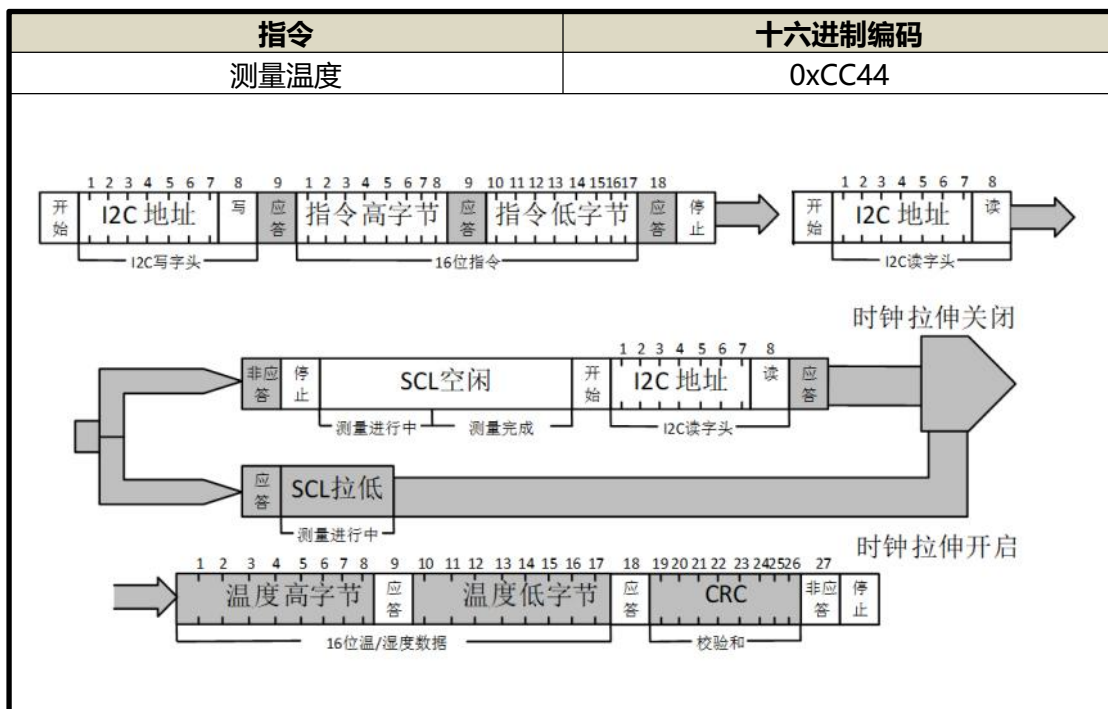 指令 十六进制编码
测量温度 0xCC44
1 2 3 4 5 6 7 8 9 1 2 3 4 5 6 7 8 9 10 11 12 13 14 15 16 17 18 1 2 3 4 5 6 7 8
开始 I2C 地址 写 应答 指令高字节 应答 指令低字节 应答 停止 开始 I2C 地址 读
I2C写字头 16位指令 I2C读字头
时钟拉伸关闭
1 2 3 4 5 6 7 8
非应答 停止 SCL空闲 开始 I2C 地址 读 应答
测量进行中 测量完成 I2C读字头
应答 SCL拉低
测量进行中
时钟拉伸开启
1 2 3 4 5 6 7 8 9 10 11 12 13 14 15 16 17 18 19 20 21 22 23 24 25 26 27
温度高字节 应答 温度低字节 应答 CRC 非应答 停止
16位温/湿度数据 校验和